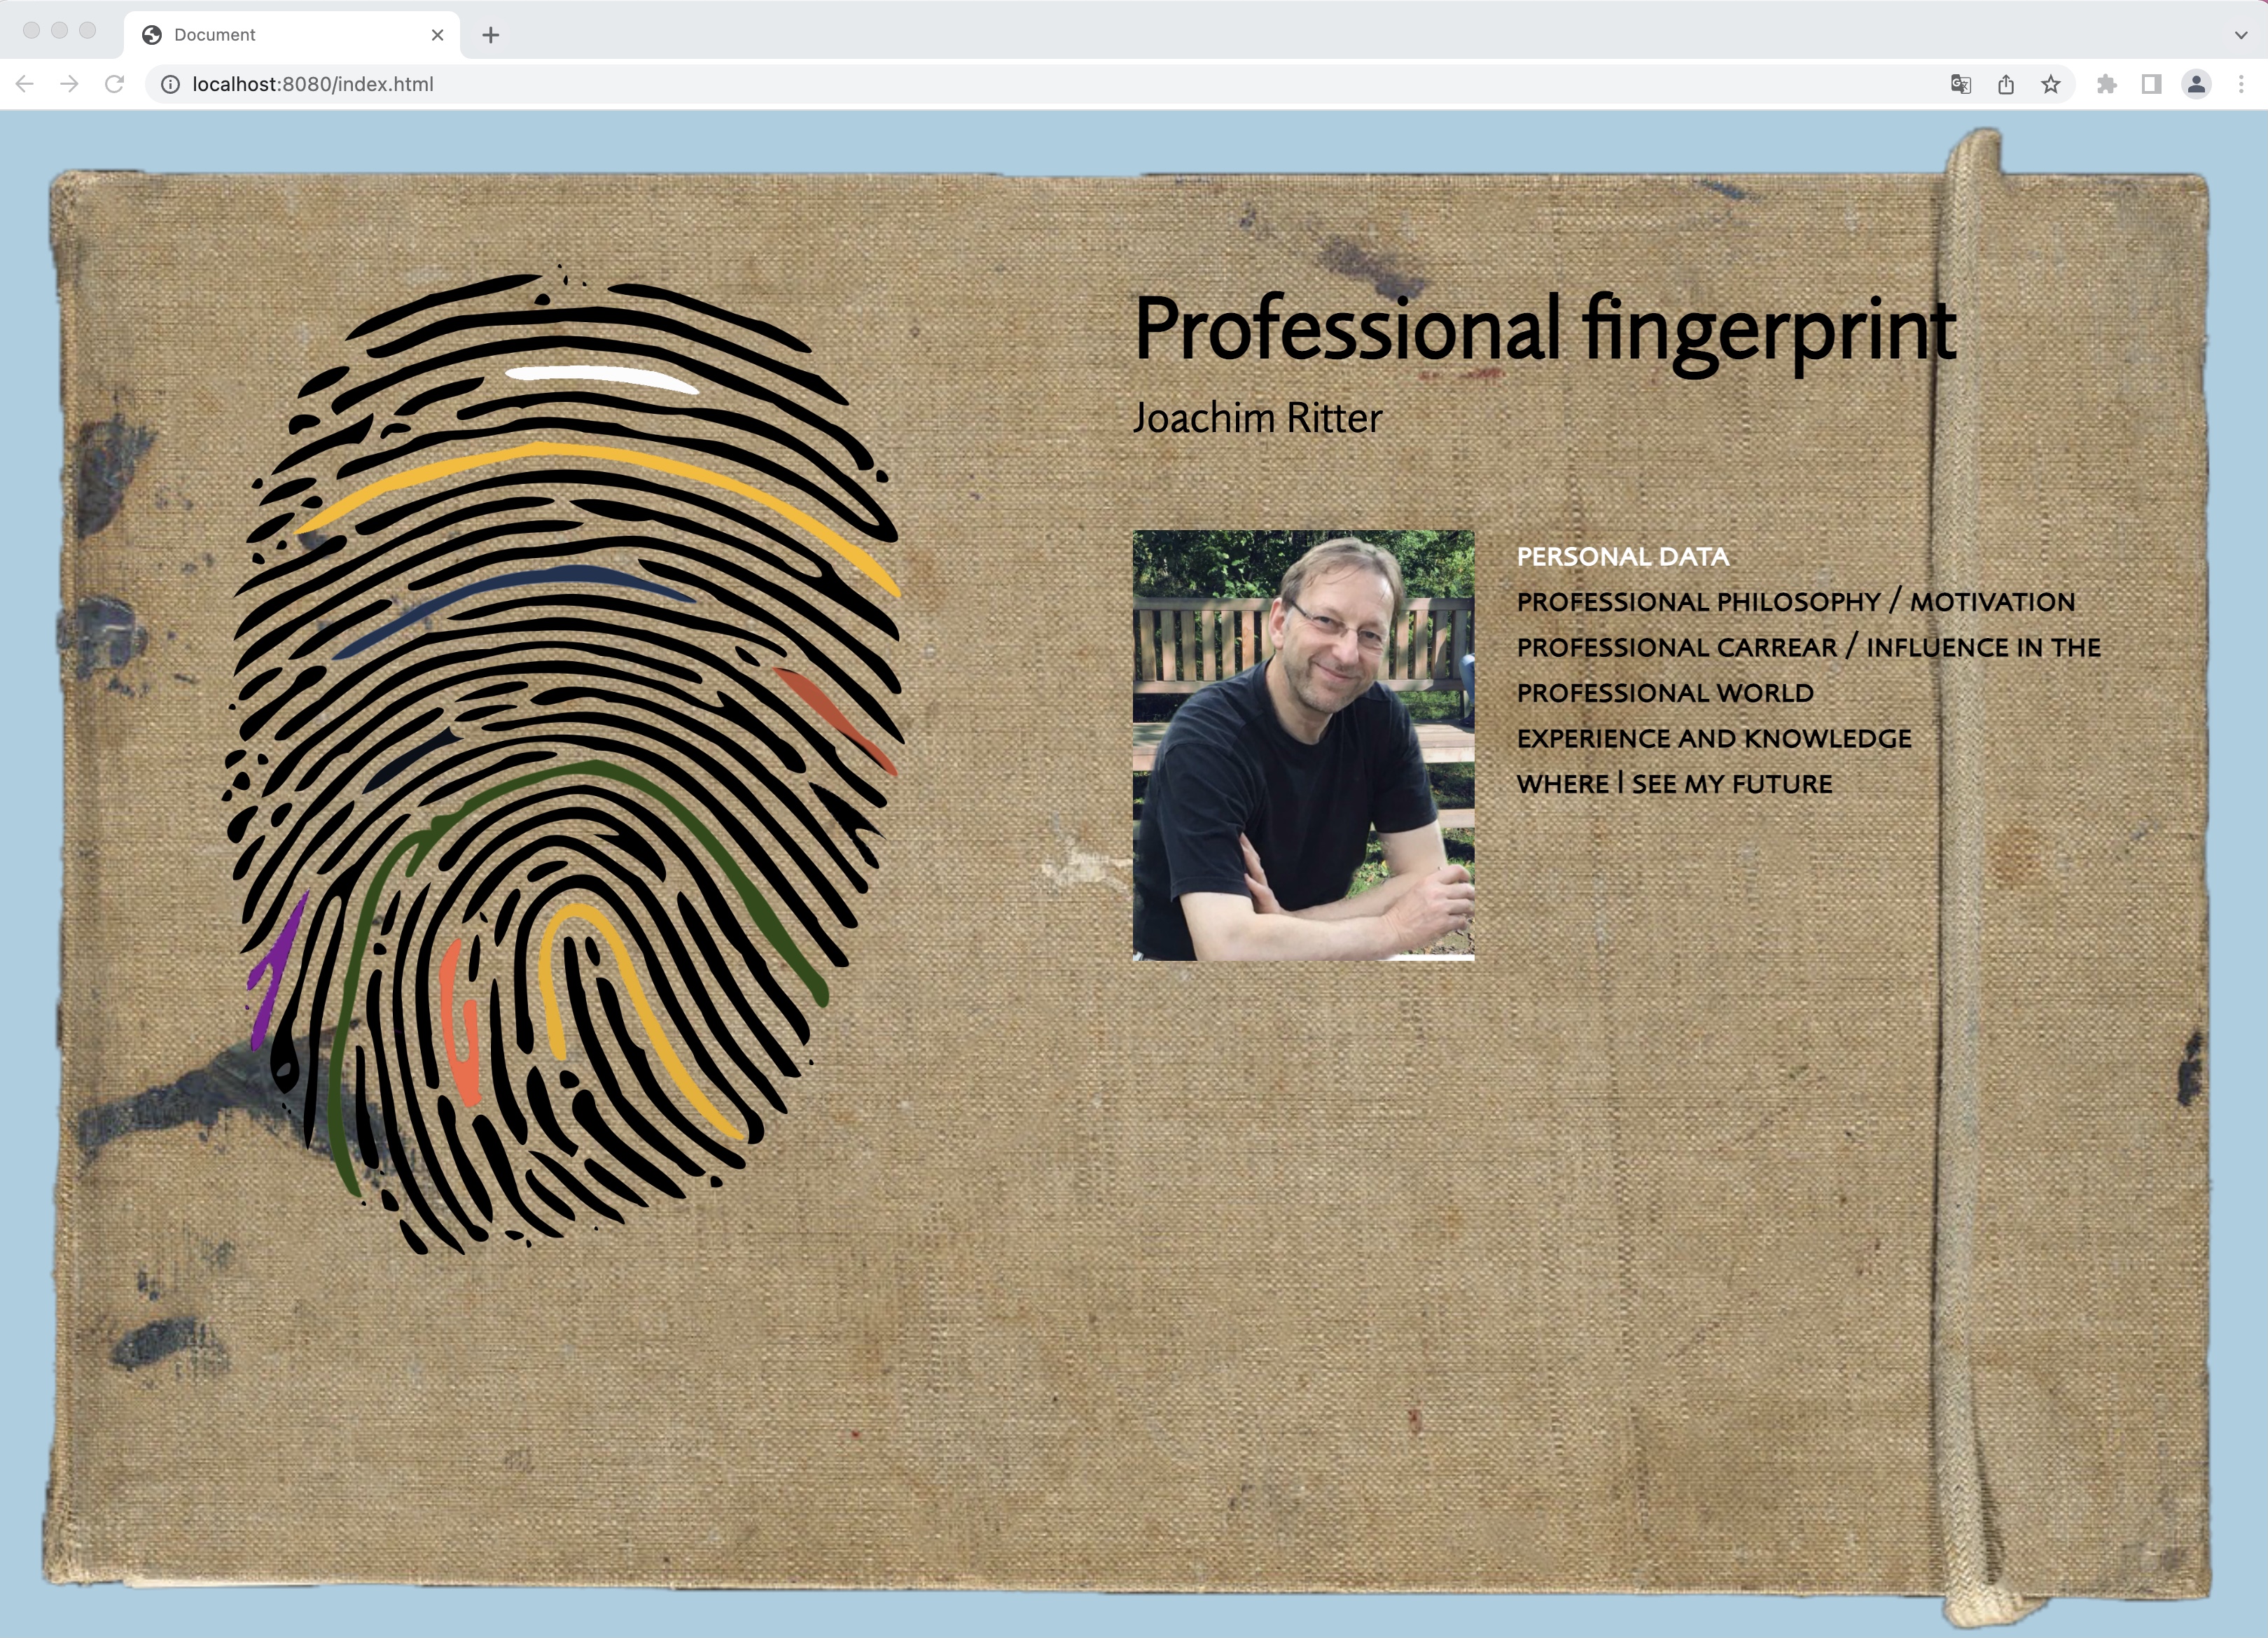 Document
localhost:8080/index.html
Professional fingerprint
Joachim Ritter
PERSONAL DATA
PROFESSIONAL PHILOSOPHY / MOTIVATION
PROFESSIONAL CARREAR / INFLUENCE IN THE
PROFESSIONAL WORLD
EXPERIENCE AND KNOWLEDGE
WHERE I SEE MY FUTURE